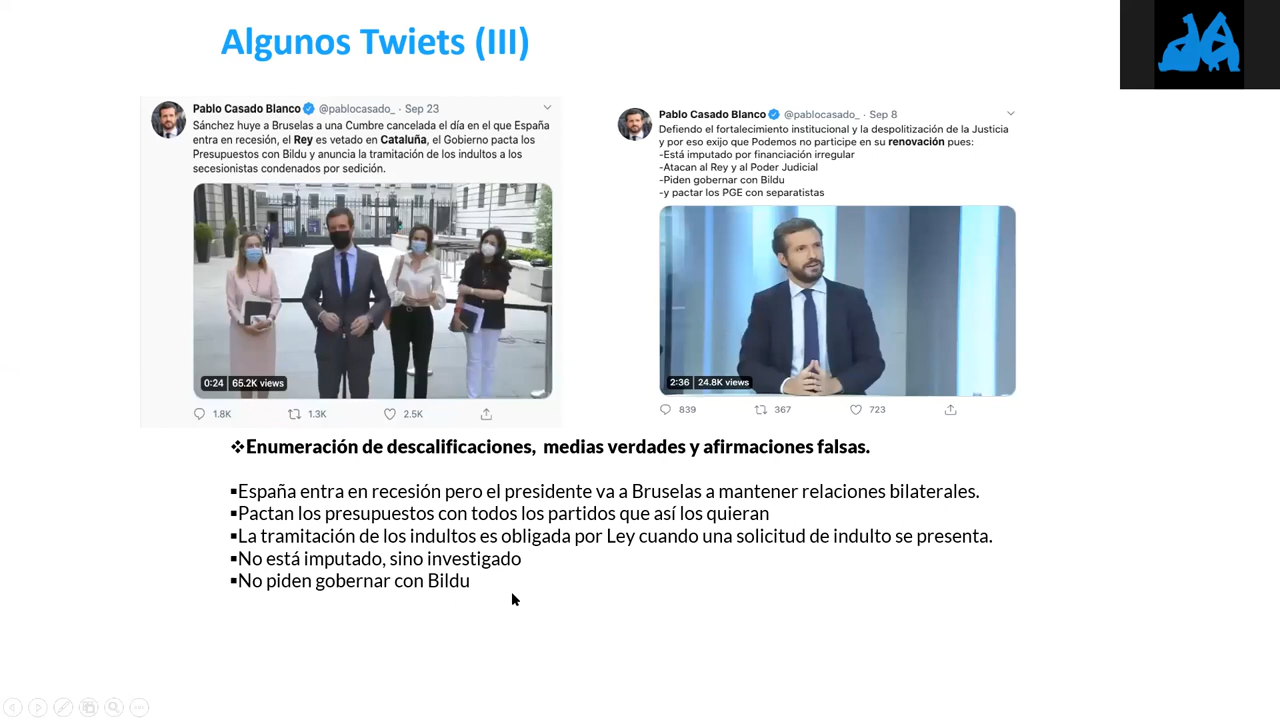 Algunos Twiets (III)
Pablo Casado Blanco @pablocasado_ · Sep 23
Sánchez huye a Bruselas a una Cumbre cancelada el día en el que España
entra en recesión, el Rey es vetado en Cataluña, el Gobierno pacta los
Presupuestos con Bildu y anuncia la tramitación de los indultos a los
secesionistas condenados por sedición.
0:24 65.2K views
1.8K 1.3K 2.5K
Pablo Casado Blanco @pablocasado_ · Sep 8
Defiendo el fortalecimiento institucional y la despolitización de la Justicia
y por eso exijo que Podemos no participe en su renovación pues:
-Está imputado por financiación irregular
-Atacan al Rey y al Poder Judicial
-Piden gobernar con Bildu
-y pactar los PGE con separatistas
2:36 24.8K views
839 367 723
❖Enumeración de descalificaciones, medias verdades y afirmaciones falsas.
▪España entra en recesión pero el presidente va a Bruselas a mantener relaciones bilaterales.
▪Pactan los presupuestos con todos los partidos que así los quieran
▪La tramitación de los indultos es obligada por Ley cuando una solicitud de indulto se presenta.
▪No está imputado, sino investigado
▪No piden gobernar con Bildu